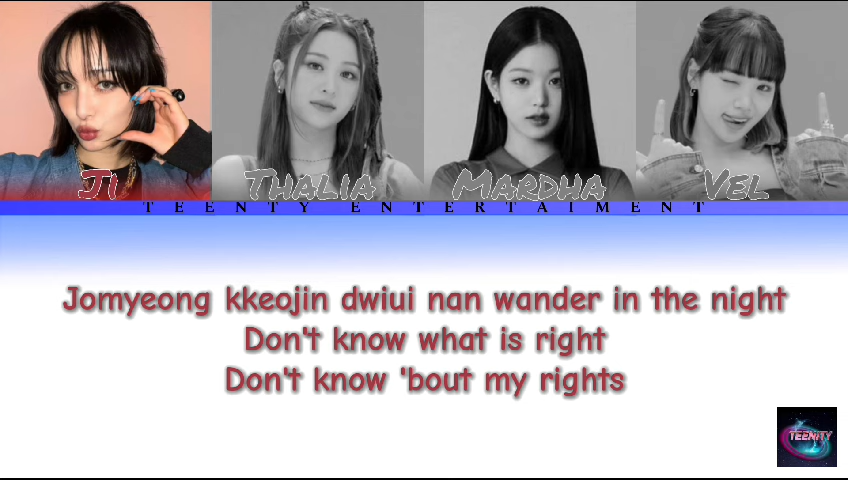 Ji Thalia Mardha Vel
TEENTY ENTERTAIMENT
Jomyeong kkeojin dwiui nan wander in the night
Don't know what is right
Don't know 'bout my rights
TEENITY